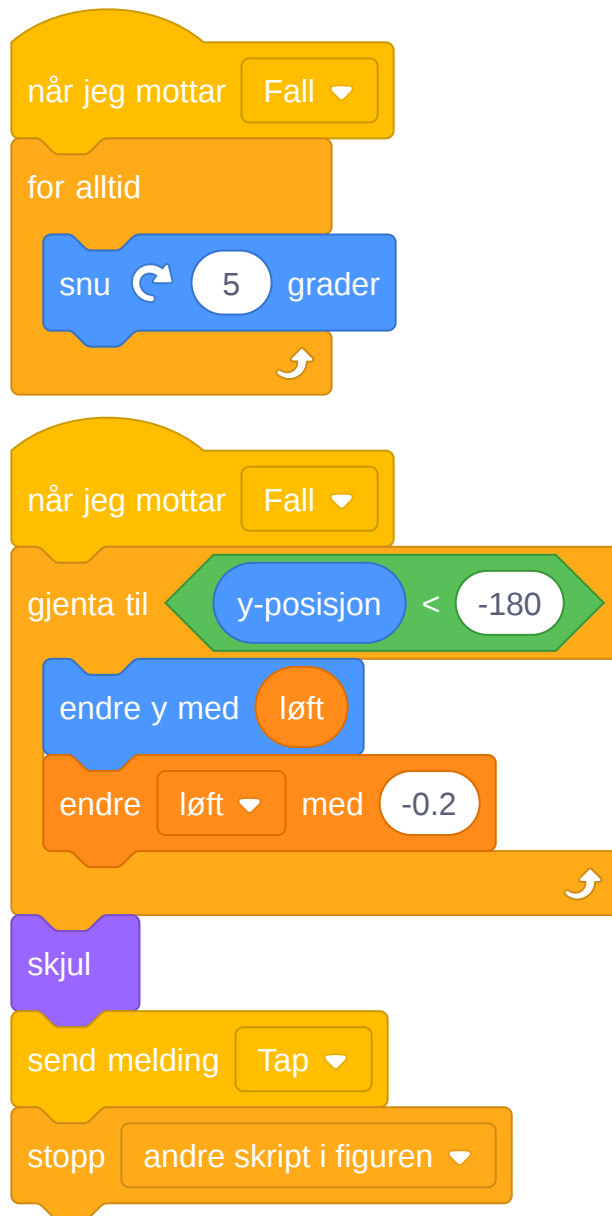 når jeg mottar Fall
for alltid
snu 5 grader
når jeg mottar Fall
gjenta til y-posisjon < -180
endre y med løft
endre løft med -0.2
skjul
send melding Tap
stopp andre skript i figuren